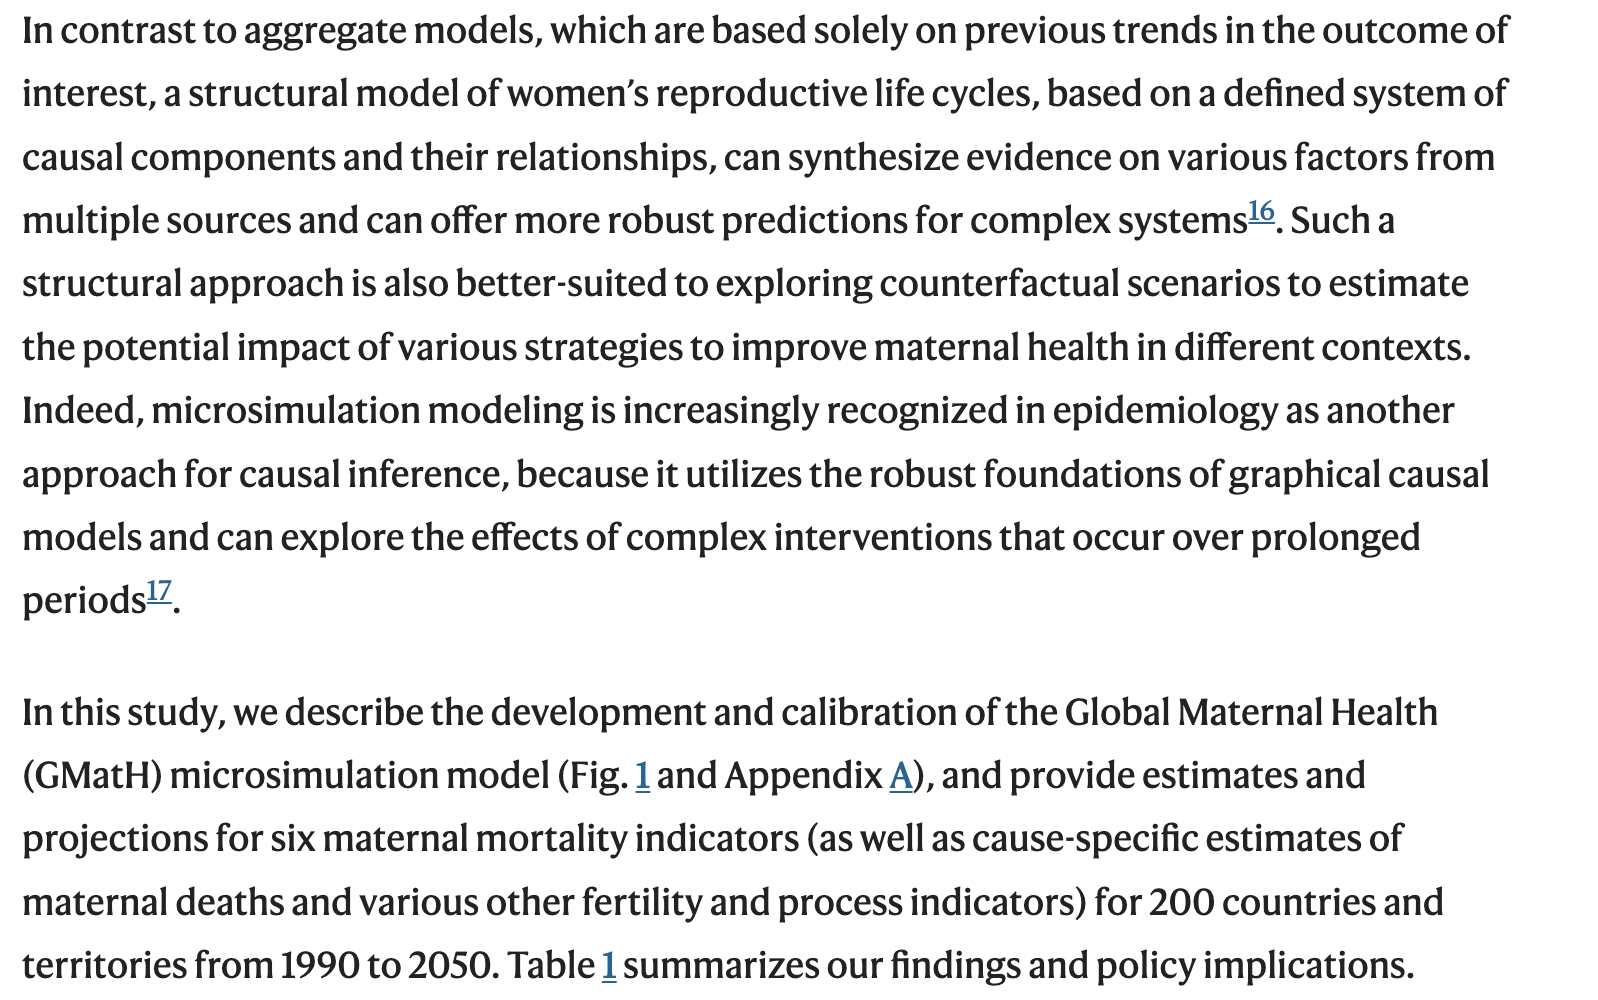 In contrast to aggregate models, which are based solely on previous trends in the outcome of
interest, a structural model of women’s reproductive life cycles, based on a defined system of
causal components and their relationships, can synthesize evidence on various factors from
multiple sources and can offer more robust predictions for complex systems16. Such a
structural approach is also better-suited to exploring counterfactual scenarios to estimate
the potential impact of various strategies to improve maternal health in different contexts.
Indeed, microsimulation modeling is increasingly recognized in epidemiology as another
approach for causal inference, because it utilizes the robust foundations of graphical causal
models and can explore the effects of complex interventions that occur over prolonged
periods17.
In this study, we describe the development and calibration of the Global Maternal Health
(GMatH) microsimulation model (Fig. 1 and Appendix A), and provide estimates and
projections for six maternal mortality indicators (as well as cause-specific estimates of
maternal deaths and various other fertility and process indicators) for 200 countries and
territories from 1990 to 2050. Table 1 summarizes our findings and policy implications.